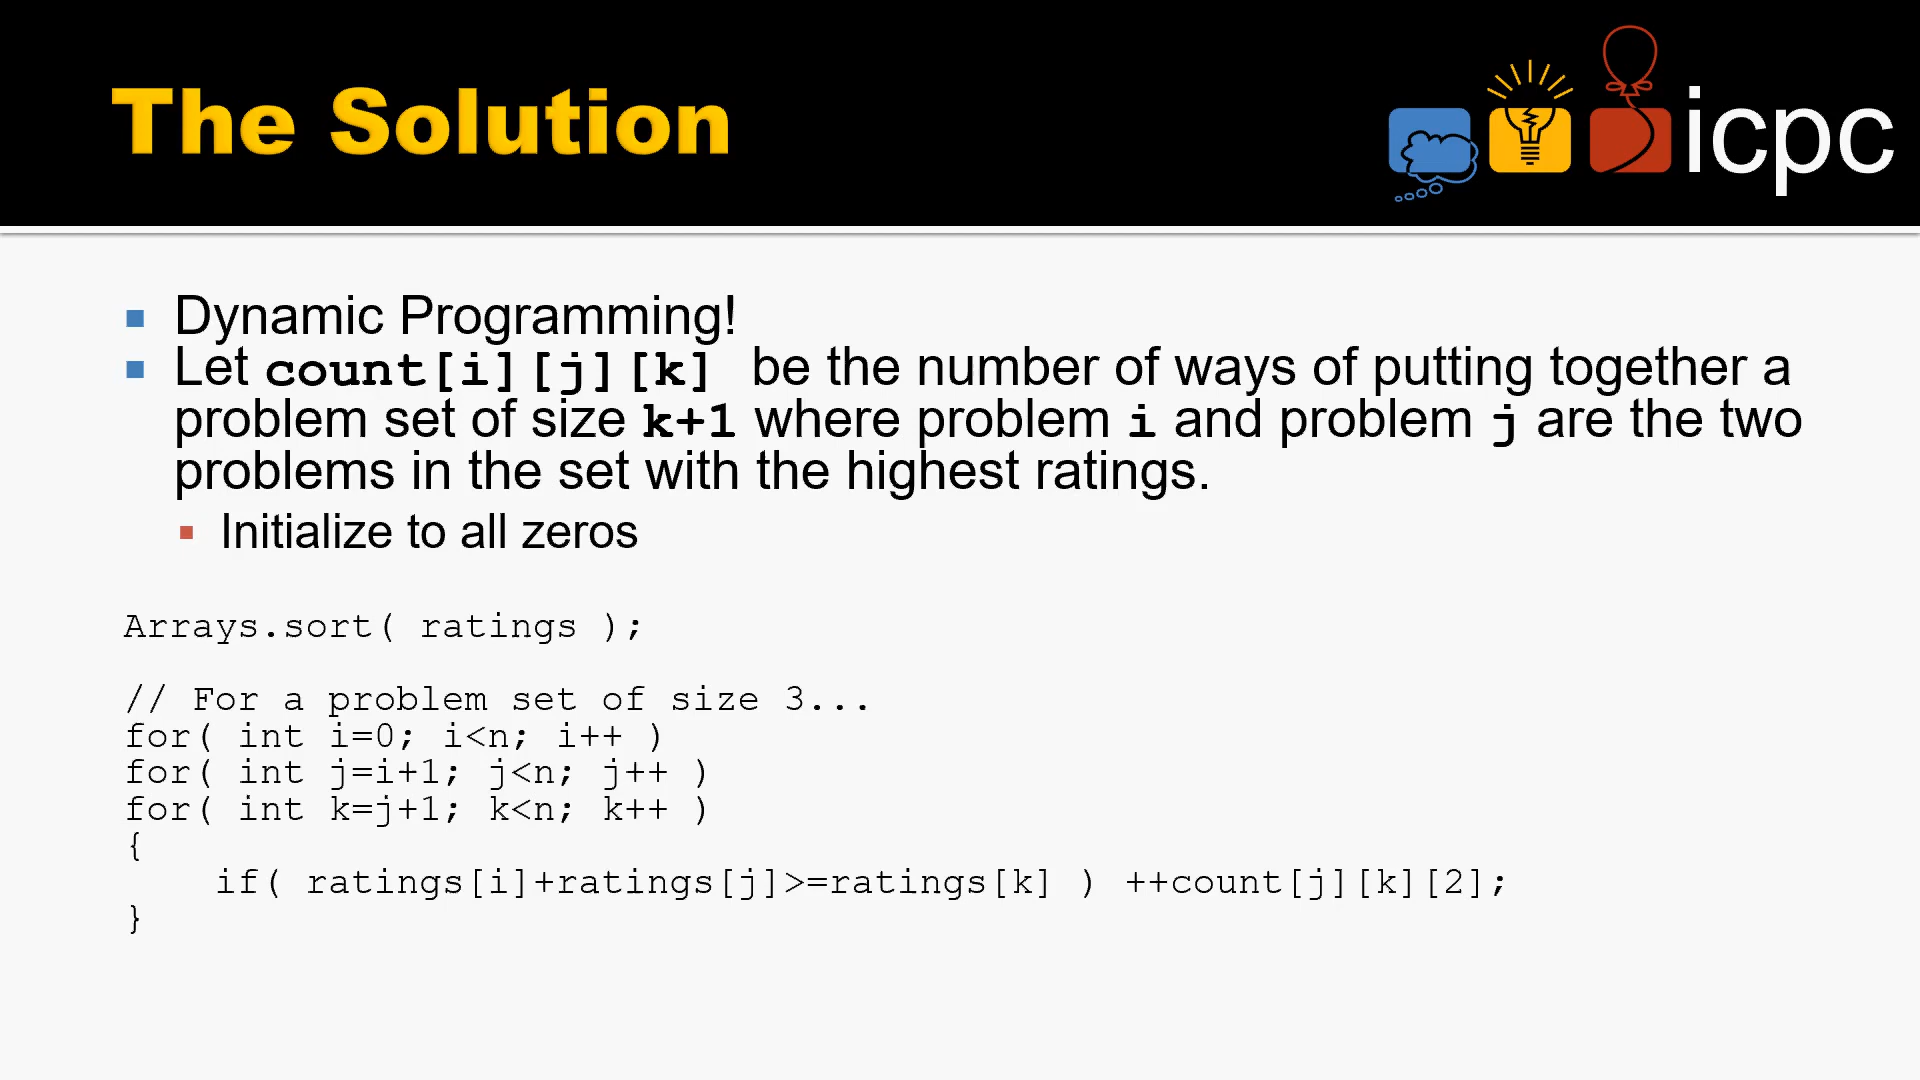 The Solution
icpc
Dynamic Programming!
Let count[i][j][k] be the number of ways of putting together a
problem set of size k+1 where problem i and problem j are the two
problems in the set with the highest ratings.
Initialize to all zeros
Arrays.sort( ratings );
// For a problem set of size 3...
for( int i=0; i<n; i++ )
for( int j=i+1; j<n; j++ )
for( int k=j+1; k<n; k++ )
{
    if( ratings[i]+ratings[j]>=ratings[k] ) ++count[j][k][2];
}